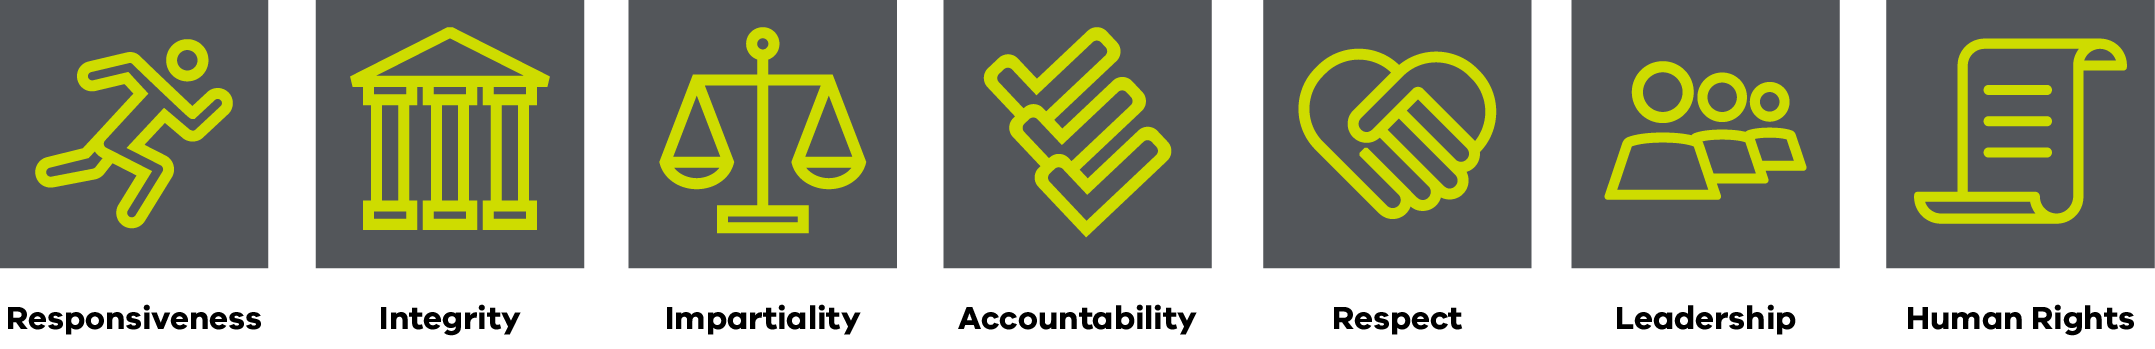 Responsiveness
Integrity
Impartiality
Accountability
Respect
Leadership
Human Rights